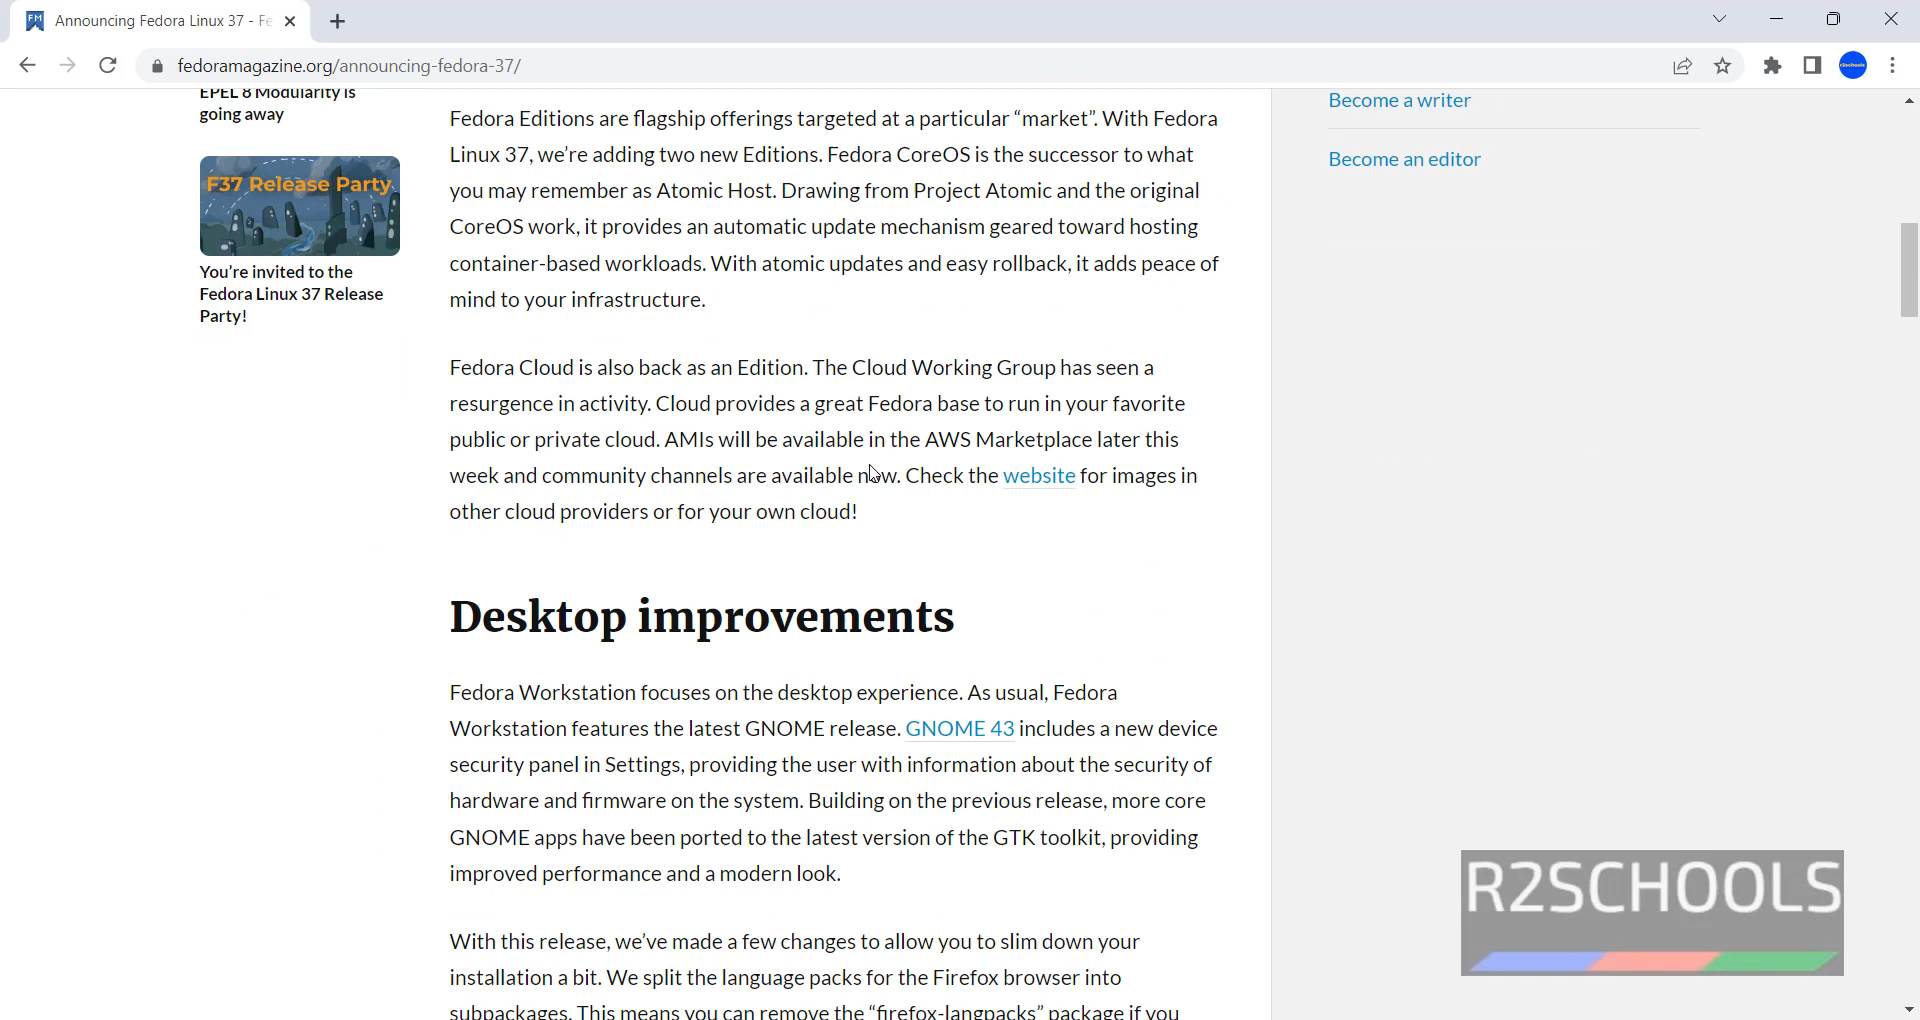 Announcing Fedora Linux 37 - Fe
fedoramagazine.org/announcing-fedora-37/
r2schools
EPEL 8 Modularity is
going away
F37 Release Party
You’re invited to the
Fedora Linux 37 Release
Party!
Fedora Editions are flagship offerings targeted at a particular “market”. With Fedora
Linux 37, we’re adding two new Editions. Fedora CoreOS is the successor to what
you may remember as Atomic Host. Drawing from Project Atomic and the original
CoreOS work, it provides an automatic update mechanism geared toward hosting
container-based workloads. With atomic updates and easy rollback, it adds peace of
mind to your infrastructure.
Fedora Cloud is also back as an Edition. The Cloud Working Group has seen a
resurgence in activity. Cloud provides a great Fedora base to run in your favorite
public or private cloud. AMIs will be available in the AWS Marketplace later this
week and community channels are available now. Check the website for images in
other cloud providers or for your own cloud!
Desktop improvements
Fedora Workstation focuses on the desktop experience. As usual, Fedora
Workstation features the latest GNOME release. GNOME 43 includes a new device
security panel in Settings, providing the user with information about the security of
hardware and firmware on the system. Building on the previous release, more core
GNOME apps have been ported to the latest version of the GTK toolkit, providing
improved performance and a modern look.
With this release, we’ve made a few changes to allow you to slim down your
installation a bit. We split the language packs for the Firefox browser into
subpackages. This means you can remove the “firefox-langpacks” package if you
Become a writer
Become an editor
R2SCHOOLS